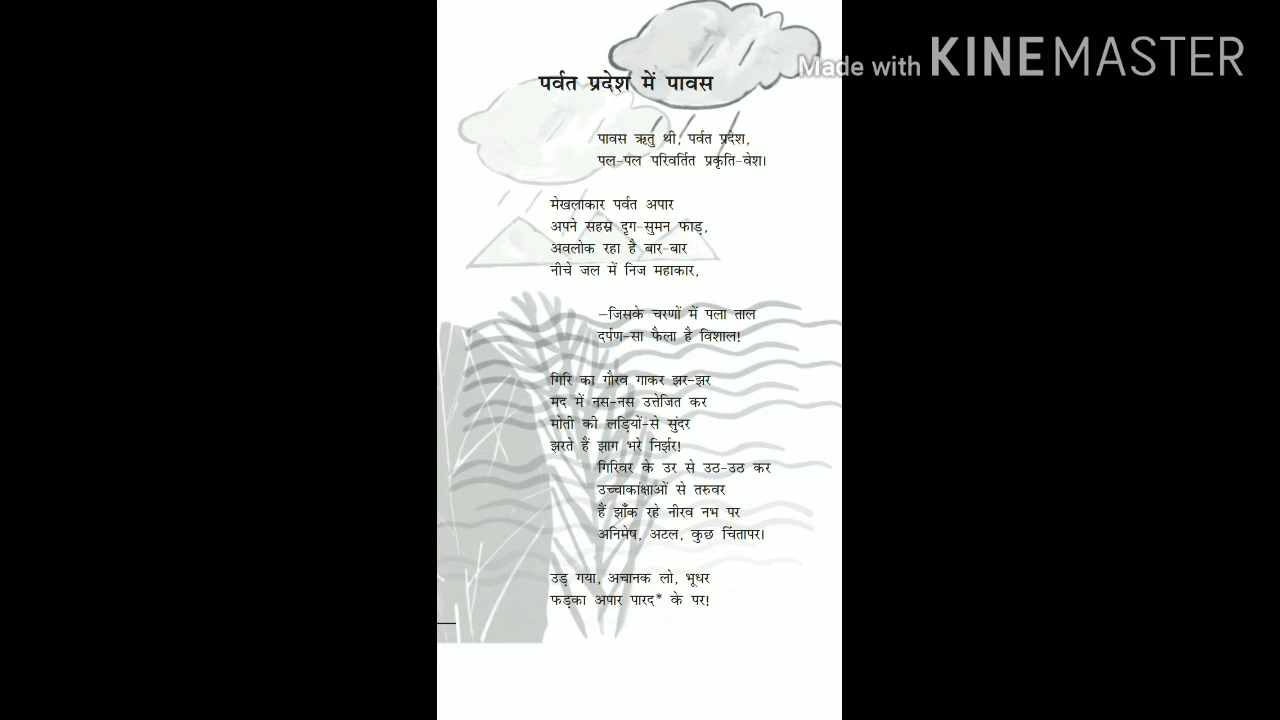 Made with KINEMASTER
पर्वत प्रदेश में पावस
पावस ऋतु थी, पर्वत प्रदेश,
पल-पल परिवर्तित प्रकृति-वेश।
मेखलाकार पर्वत अपार
अपने सहस्र दृग-सुमन फाड़,
अवलोक रहा है बार-बार
नीचे जल में निज महाकार,
–जिसके चरणों में पला ताल
दर्पण-सा फैला है विशाल!
गिरि का गौरव गाकर झर-झर
मद में नस-नस उत्तेजित कर
मोती की लड़ियों-से सुंदर
झरते हैं झाग भरे निर्झर!
गिरिवर के उर से उठ-उठ कर
उच्चाकांक्षाओं से तरुवर
हैं झाँक रहे नीरव नभ पर
अनिमेष, अटल, कुछ चिंतापर।
उड़ गया, अचानक लो, भूधर
फड़का अपार पारद* के पर!